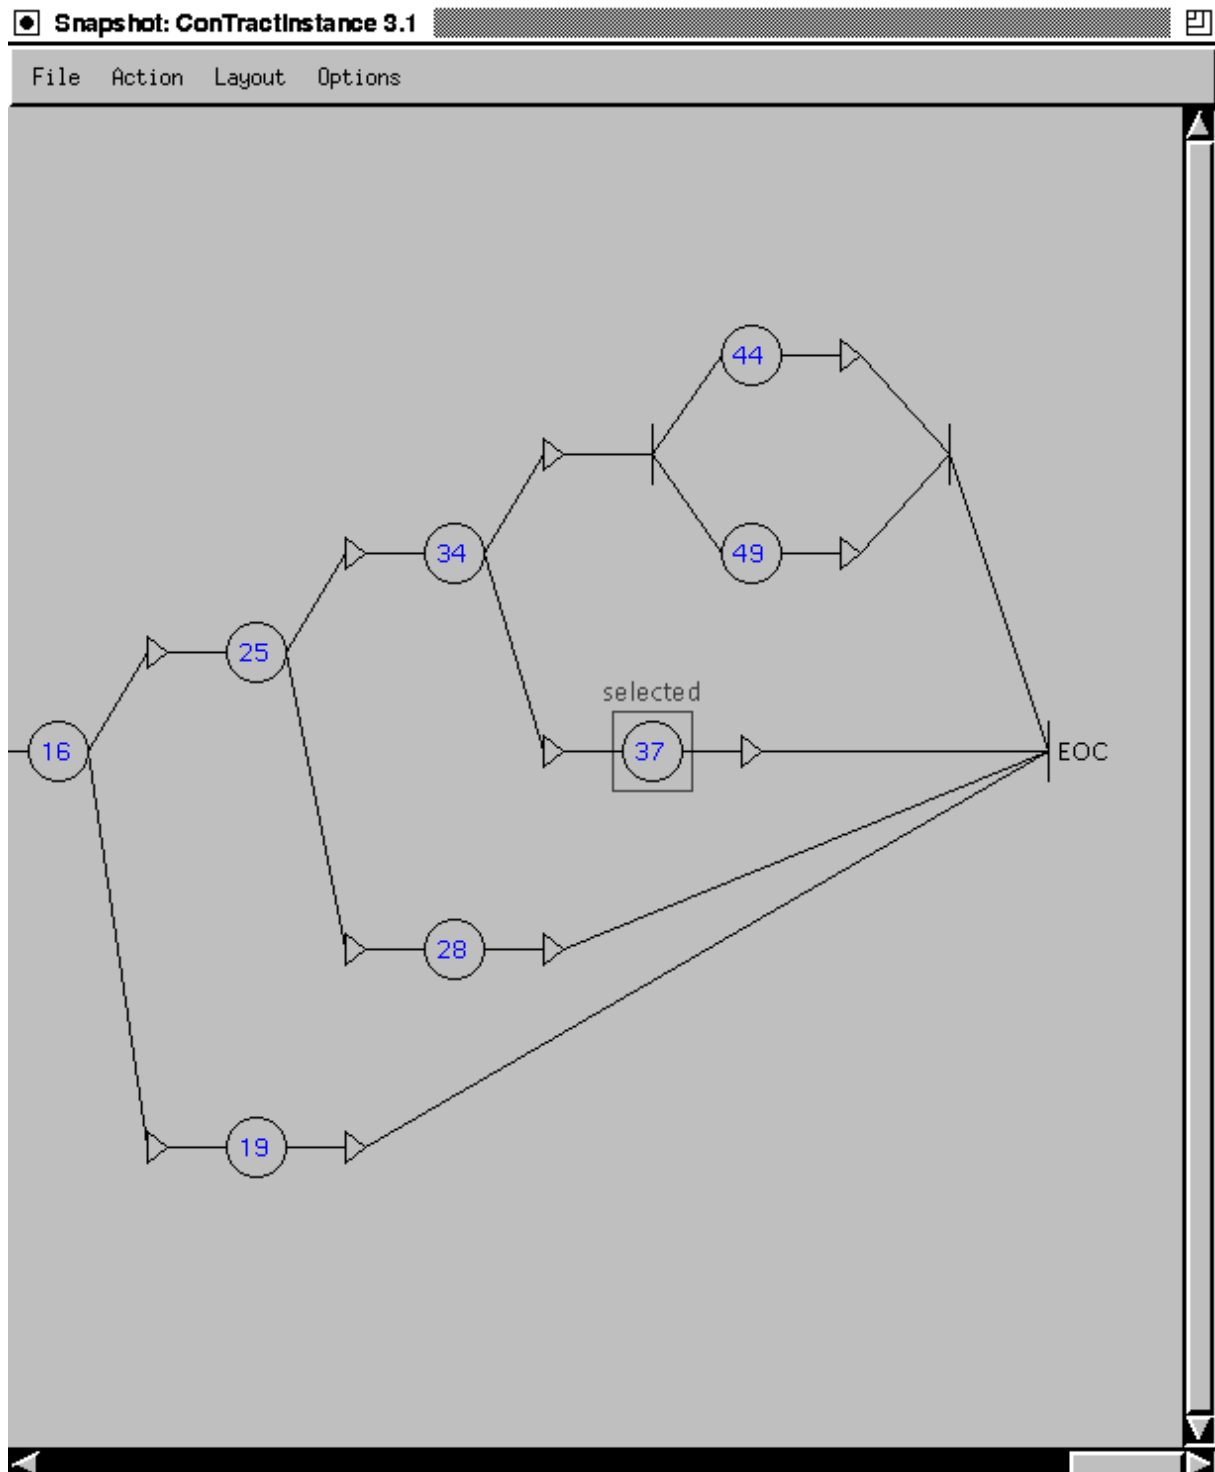 Snapshot: ConTractInstance 3.1
File Action Layout Options
44
34
49
25
selected
16
37
EOC
28
19